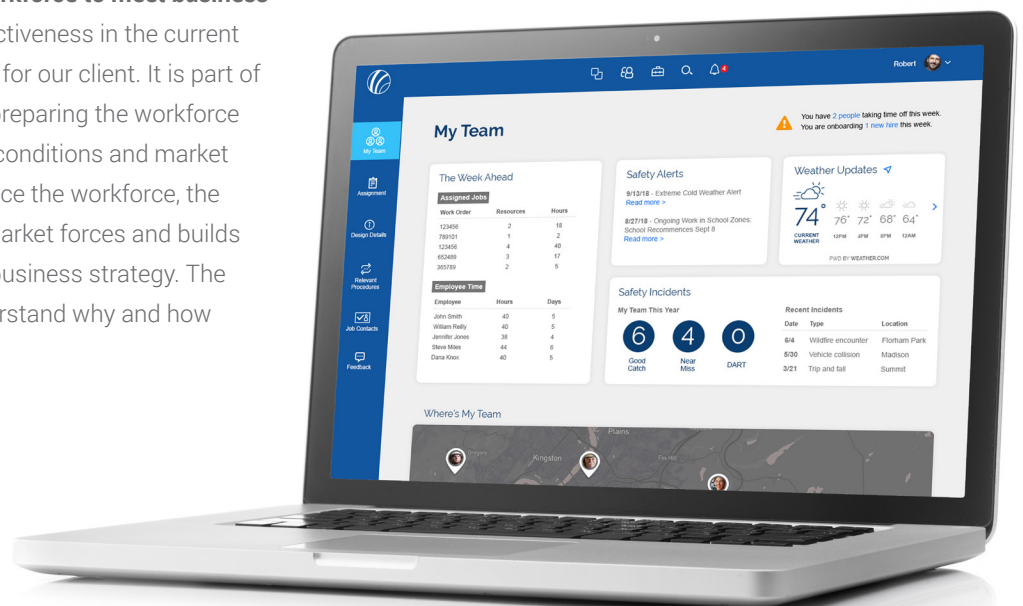 rkforce to meet business
ctiveness in the current
for our client. It is part of
preparing the workforce
conditions and market
ce the workforce, the
arket forces and builds
business strategy. The
erstand why and how
4
Robert
My Team
Assignment
Design Details
Relevant
Procedures
Job Contacts
Feedback
My Team
You have 2 people taking time off this week.
You are onboarding 1 new hire this week.
The Week Ahead
Assigned Jobs
Work Order Resources Hours
123456 2 18
789101 1 2
123456 4 40
652489 3 17
365789 2 5
Employee Time
Employee Hours Days
John Smith 40 5
William Reilly 40 5
Jennifer Jones 38 4
Steve Miles 44 6
Dana Knox 40 5
Safety Alerts
9/13/18 - Extreme Cold Weather Alert
Read more >
8/27/18 - Ongoing Work in School Zones:
School Recommences Sept 8
Read more >
Weather Updates
74° 76° 72° 68° 64°
CURRENT
WEATHER 12PM 4PM 8PM 12AM
PWD BY WEATHER.COM
Safety Incidents
My Team This Year
6 4 0
Good
Catch
Near
Miss
DART
Recent Incidents
Date Type Location
6/4 Wildfire encounter Florham Park
5/30 Vehicle collision Madison
3/21 Trip and fall Summit
Where's My Team
Plains
Gregory
Kingston
Fox Hill